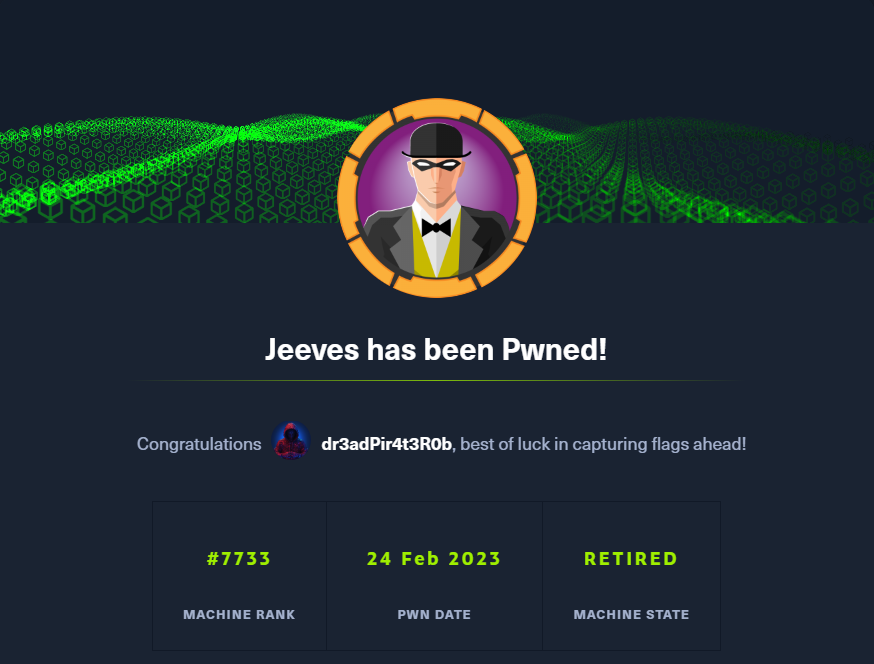 Jeeves has been Pwned!
Congratulations dr3adPir4t3R0b, best of luck in capturing flags ahead!
#7733 24 Feb 2023 RETIRED
MACHINE RANK PWN DATE MACHINE STATE